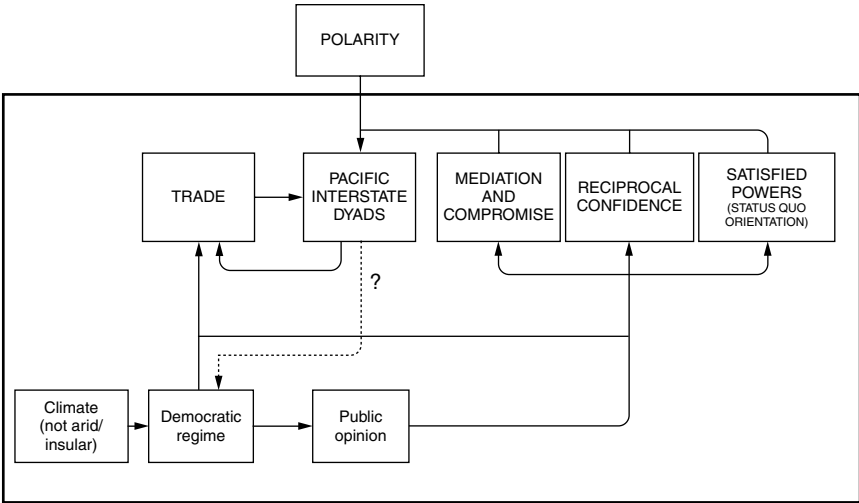 POLARITY
TRADE
PACIFIC
INTERSTATE
DYADS
MEDIATION
AND
COMPROMISE
RECIPROCAL
CONFIDENCE
SATISFIED
POWERS
(STATUS QUO
ORIENTATION)
?
Climate
(not arid/
insular)
Democratic
regime
Public
opinion